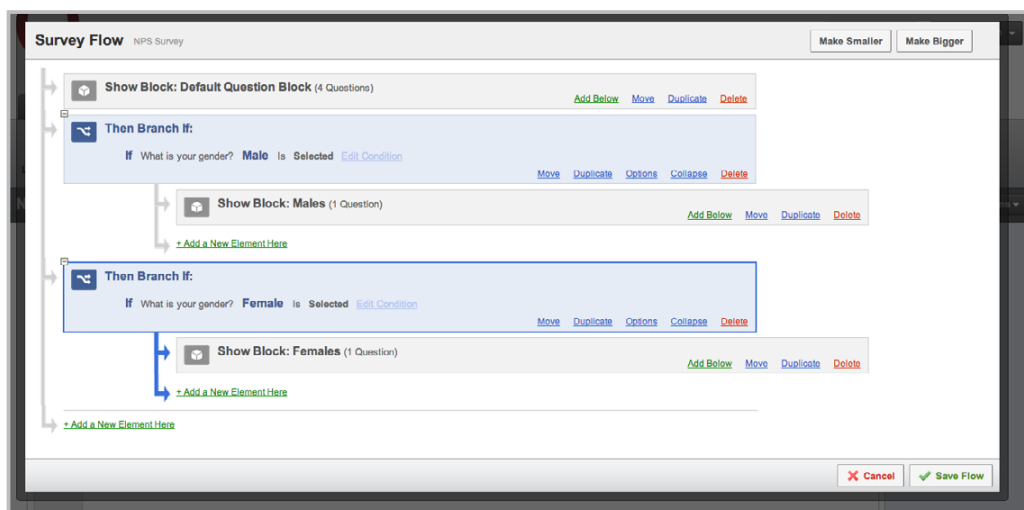 Survey Flow NPS Survey
Make Smaller Make Bigger
Show Block: Default Question Block (4 Questions)
Add Below Move Duplicate Delete
Then Branch If:
If What is your gender? Male Is Selected Edit Condition
Move Duplicate Options Collapse Delete
Show Block: Males (1 Question)
Add Below Move Duplicate Delete
+ Add a New Element Here
Then Branch If:
If What is your gender? Female Is Selected Edit Condition
Move Duplicate Options Collapse Delete
Show Block: Females (1 Question)
Add Below Move Duplicate Delete
+ Add a New Element Here
+ Add a New Element Here
Cancel Save Flow